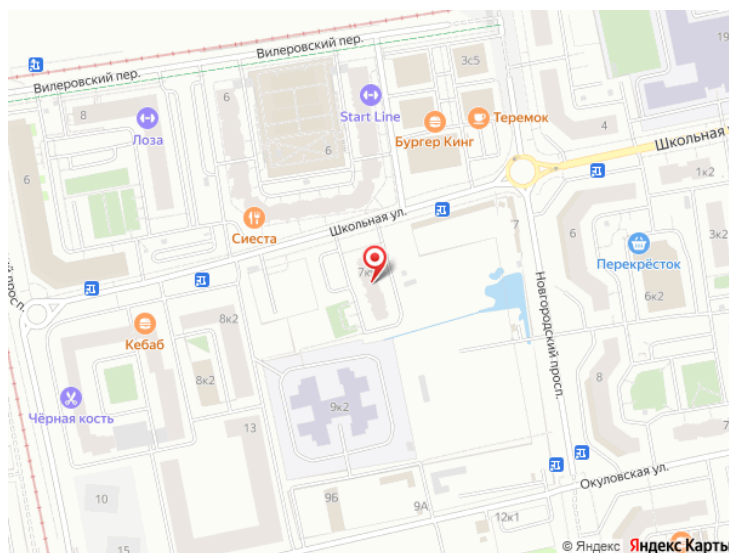 Вилеровский пер.
Вилеровский пер.
3с5
19
6
8
Start Line
Теремок
Лоза
6
Бургер Кинг
4
Школьная у
6
1к2
Сиеста
Школьная ул.
7
6
3к2
Перекрёсток
7к
просп.
Новгородский просп.
6к2
8к2
Кебаб
8к2
Чёрная кость
9к2
8
13
7
10
9Б
Окуловская ул.
9А
12к1
15
© Яндекс Яндекс Карты